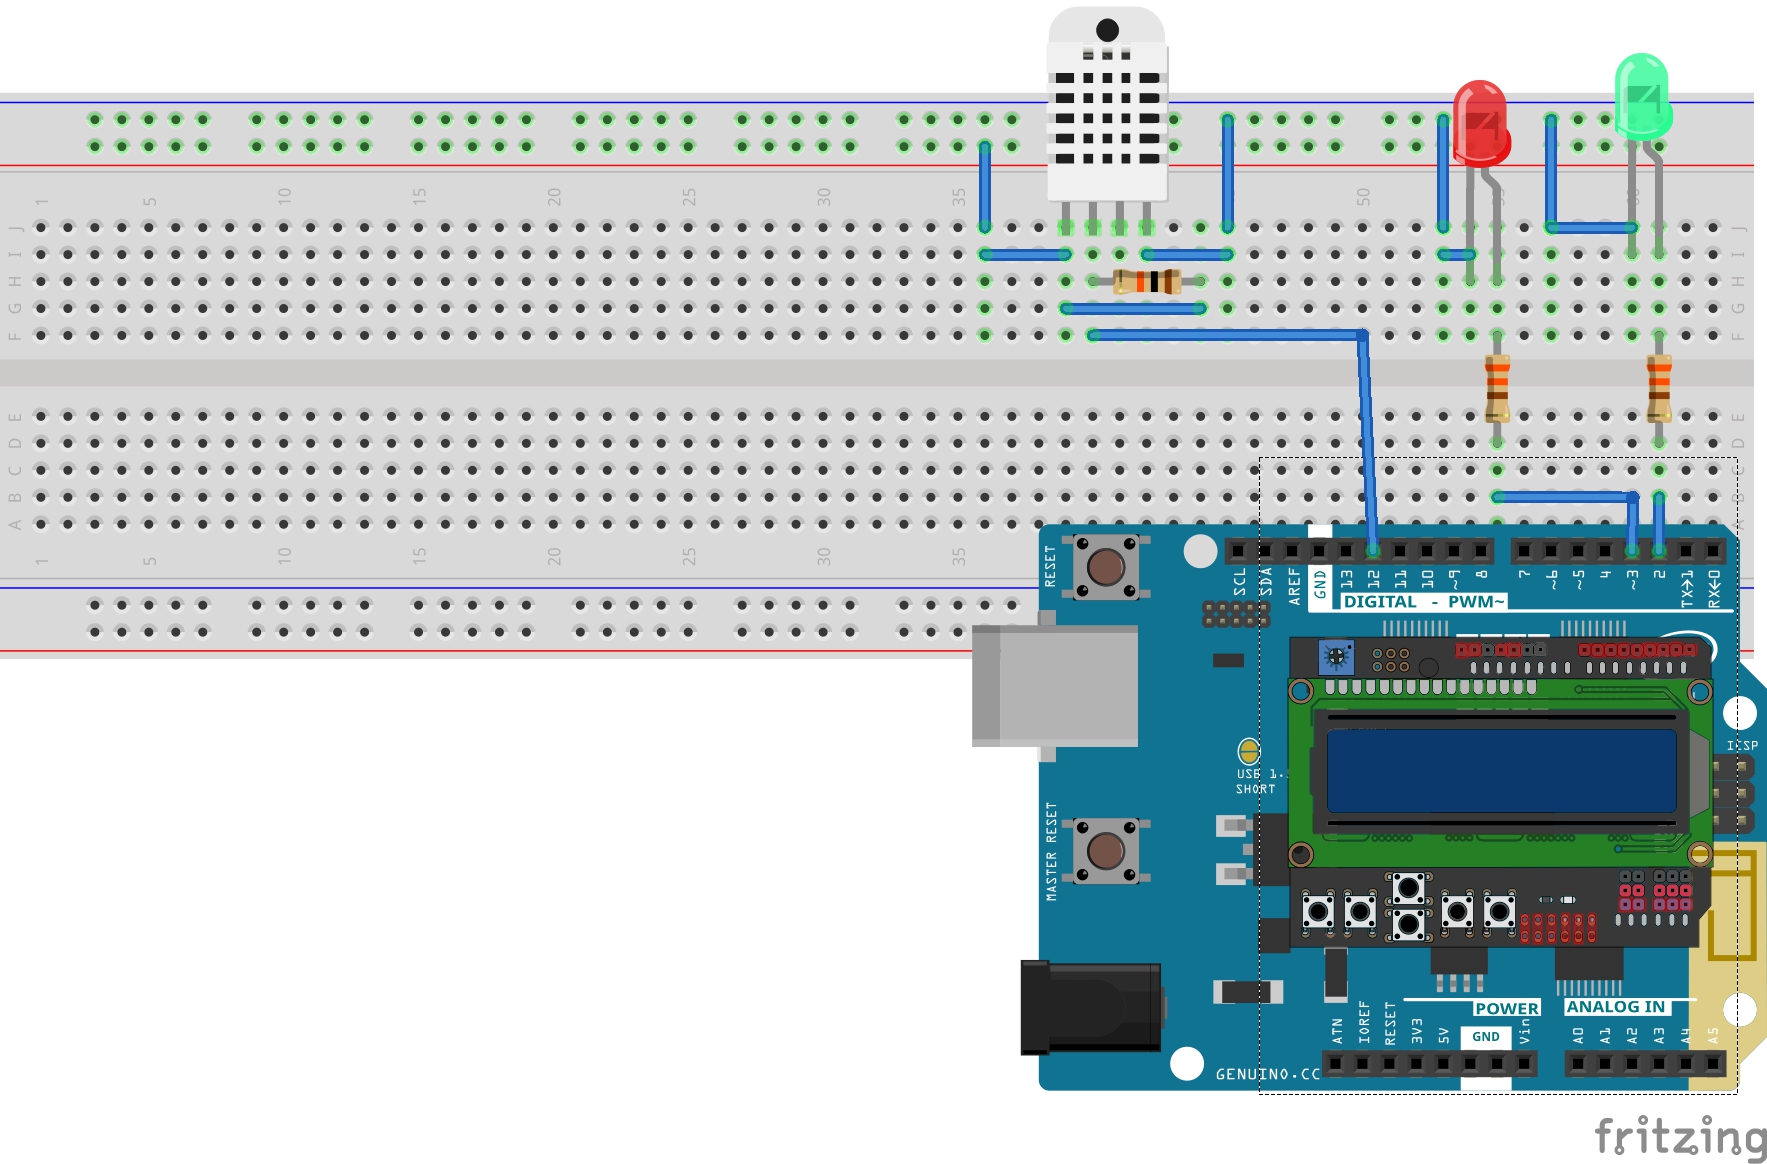 1 5 10 15 20 25 30 35 50
J J
I I
H H
G G
F F
E E
D D
C C
B B
A A
1 5 10 15 20 25 30 35
RESET
SCL SDA AREF GND 13 12 11 10 ~9 8 7 ~6 ~5 4 ~3 2 TX→1 RX←0
DIGITAL - PWM~
ICSP
USB 1.
SHORT
MASTER RESET
POWER ANALOG IN
ATN IOREF RESET 3V3 5V GND Vin A0 A1 A2 A3 A4 A5
GENUINO.CC
fritzing